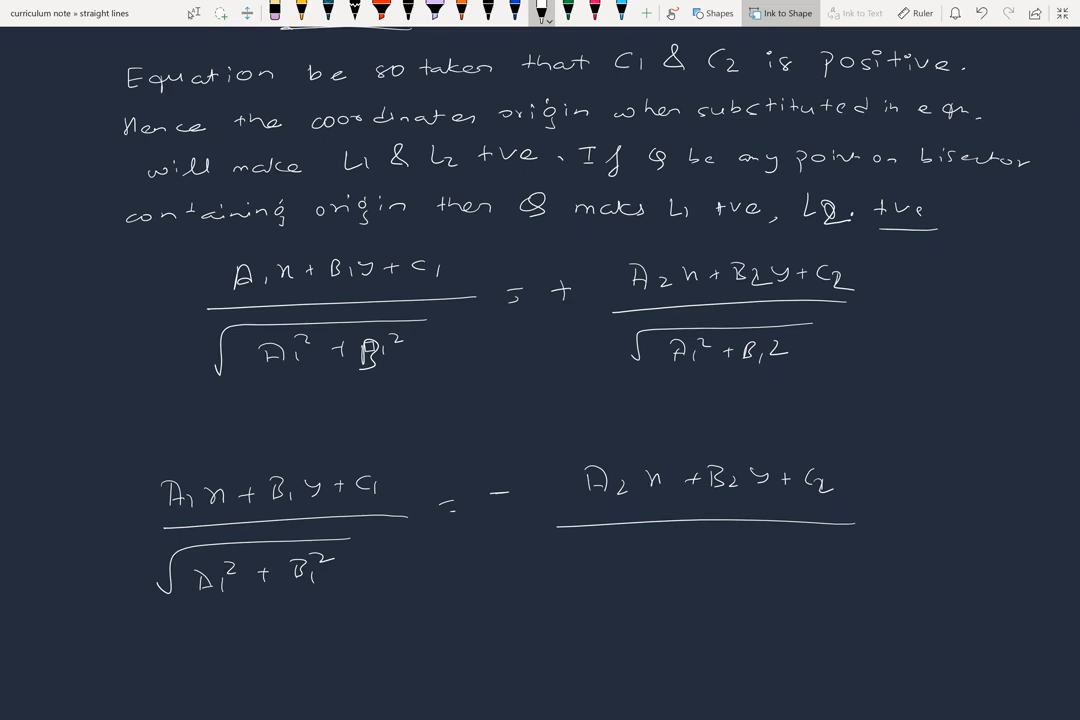 curriculum note » straight lines
Shapes Ink to Shape Ink to Text Ruler
Equation be so taken that C1 & C2 is positive.
Hence the coordinates origin when substituted in eqn.
will make L1 & L2 +ve. If Q be any point on bisector
containing origin then Q maks L1 +ve, L2. +ve
A1x + B1y + C1 / √(A1² + B1²) = + A2x + B2y + C2 / √(A1² + B1 2)
A1x + B1y + C1 / √(A1² + B1²) = - A2x + B2y + C2